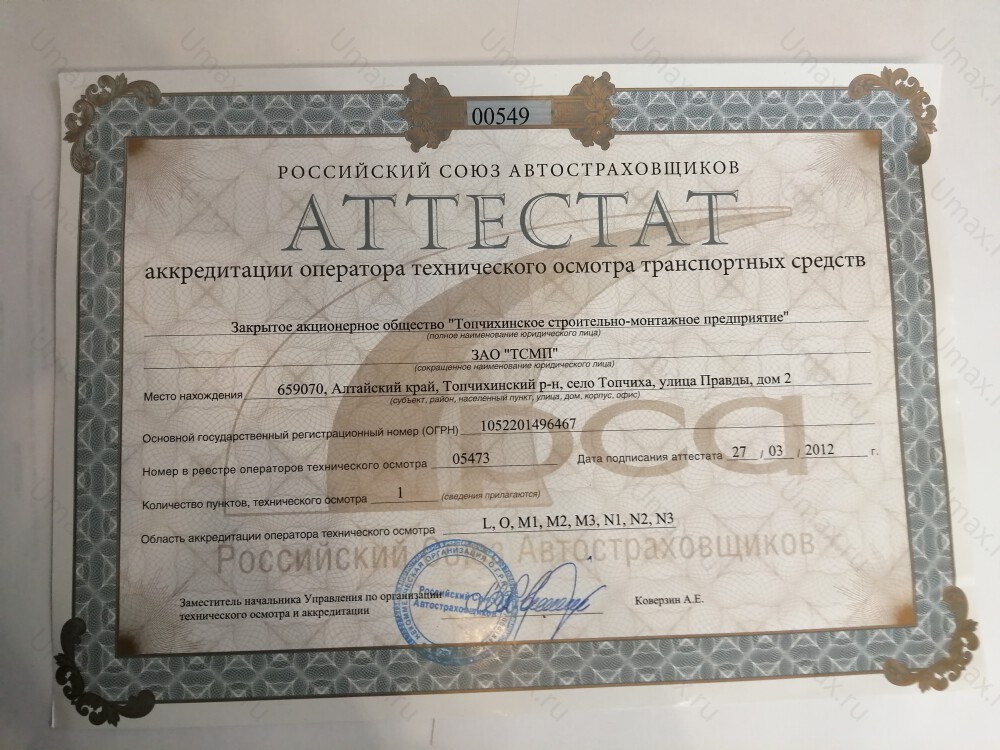 00549
РОССИЙСКИЙ СОЮЗ АВТОСТРАХОВЩИКОВ
АТТЕСТАТ
аккредитации оператора технического осмотра транспортных средств
Закрытое акционерное общество "Топчихинское строительно-монтажное предприятие"
(полное наименование юридического лица)
ЗАО "ТСМП"
(сокращенное наименование юридического лица)
Место нахождения 659070, Алтайский край, Топчихинский р-н, село Топчиха, улица Правды, дом 2
(субъект, район, населенный пункт, улица, дом, корпус, офис)
Основной государственный регистрационный номер (ОГРН) 1052201496467
Номер в реестре операторов технического осмотра 05473 Дата подписания аттестата 27 / 03 / 2012 г.
Количество пунктов, технического осмотра 1 (сведения прилагаются)
Область аккредитации оператора технического осмотра L, O, M1, M2, M3, N1, N2, N3
рса
Российский Союз Автостраховщиков
Заместитель начальника Управления по организации
технического осмотра и аккредитации
Коверзин А.Е.
Российский
Автостраховщиков
Umax.ru